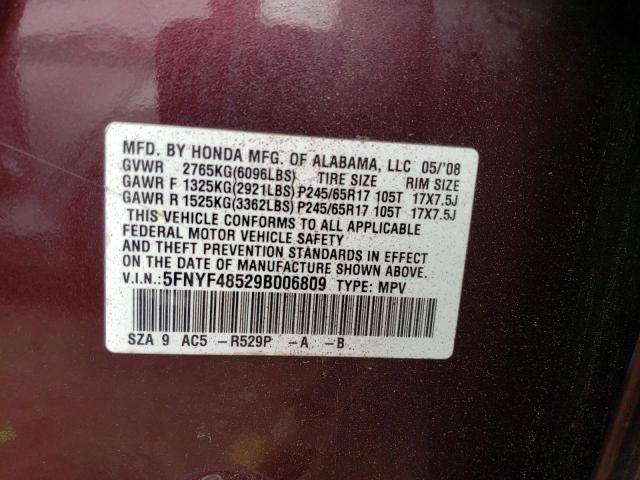 MFD. BY HONDA MFG. OF ALABAMA, LLC 05/'08
GVWR 2765KG(6096LBS) TIRE SIZE RIM SIZE
GAWR F 1325KG(2921LBS) P245/65R17 105T 17X7.5J
GAWR R 1525KG(3362LBS) P245/65R17 105T 17X7.5J
THIS VEHICLE CONFORMS TO ALL APPLICABLE
FEDERAL MOTOR VEHICLE SAFETY
AND THEFT PREVENTION STANDARDS IN EFFECT
ON THE DATE OF MANUFACTURE SHOWN ABOVE.
V.I.N.: 5FNYF48529B006809 TYPE: MPV
SZA 9 AC5 -R529P -A -B